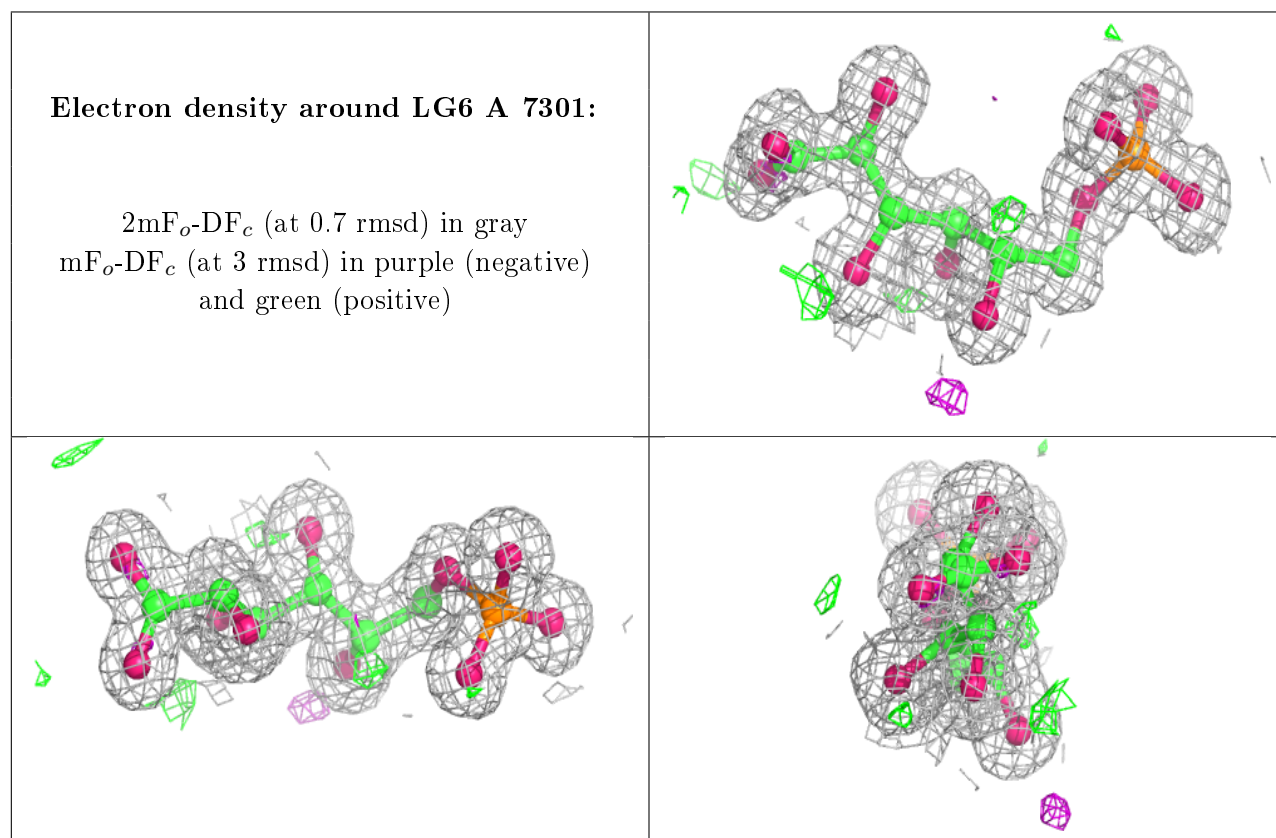 Electron density around LG6 A 7301:
2mFo-DFc (at 0.7 rmsd) in gray
mFo-DFc (at 3 rmsd) in purple (negative)
and green (positive)